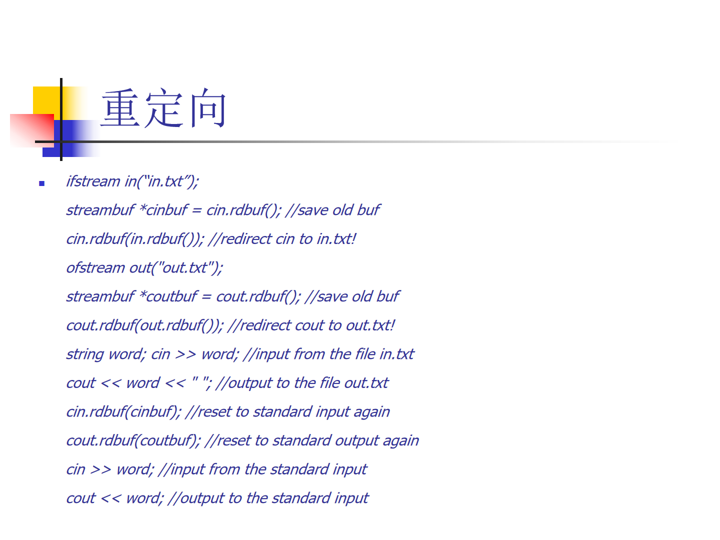 重定向
ifstream in(“in.txt”);
streambuf *cinbuf = cin.rdbuf(); //save old buf
cin.rdbuf(in.rdbuf()); //redirect cin to in.txt!
ofstream out("out.txt");
streambuf *coutbuf = cout.rdbuf(); //save old buf
cout.rdbuf(out.rdbuf()); //redirect cout to out.txt!
string word; cin >> word; //input from the file in.txt
cout << word << " "; //output to the file out.txt
cin.rdbuf(cinbuf); //reset to standard input again
cout.rdbuf(coutbuf); //reset to standard output again
cin >> word; //input from the standard input
cout << word; //output to the standard input